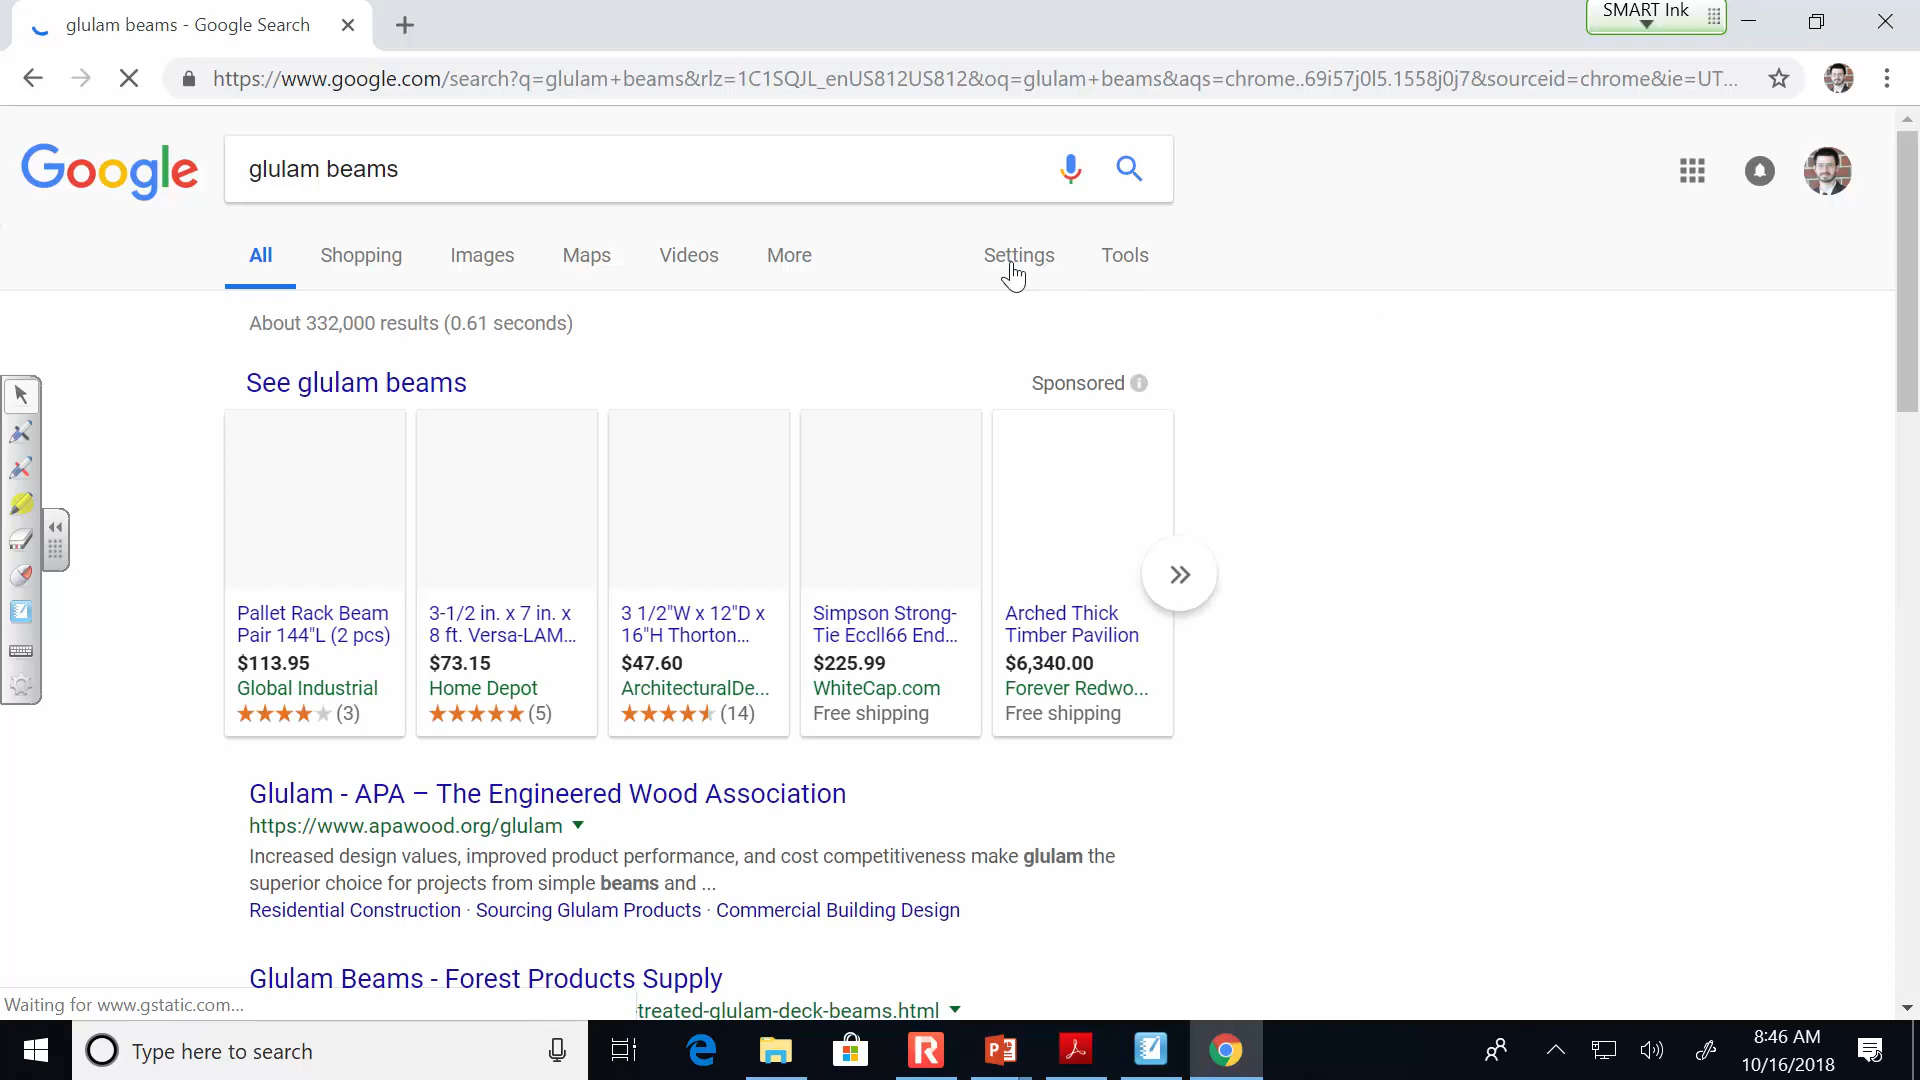 glulam beams - Google Search
SMART Ink
https://www.google.com/search?q=glulam+beams&rlz=1C1SQJL_enUS812US812&oq=glulam+beams&aqs=chrome..69i57j0l5.1558j0j7&sourceid=chrome&ie=UT...
Google
glulam beams
All Shopping Images Maps Videos More Settings Tools
About 332,000 results (0.61 seconds)
See glulam beams
Sponsored
Pallet Rack Beam
Pair 144"L (2 pcs)
$113.95
Global Industrial
(3)
3-1/2 in. x 7 in. x
8 ft. Versa-LAM...
$73.15
Home Depot
(5)
3 1/2"W x 12"D x
16"H Thorton...
$47.60
ArchitecturalDe...
(14)
Simpson Strong-
Tie Eccll66 End...
$225.99
WhiteCap.com
Free shipping
Arched Thick
Timber Pavilion
$6,340.00
Forever Redwo...
Free shipping
Glulam - APA – The Engineered Wood Association
https://www.apawood.org/glulam
Increased design values, improved product performance, and cost competitiveness make glulam the
superior choice for projects from simple beams and ...
Residential Construction · Sourcing Glulam Products · Commercial Building Design
Glulam Beams - Forest Products Supply
treated-glulam-deck-beams.html
Waiting for www.gstatic.com...
Type here to search
8:46 AM
10/16/2018